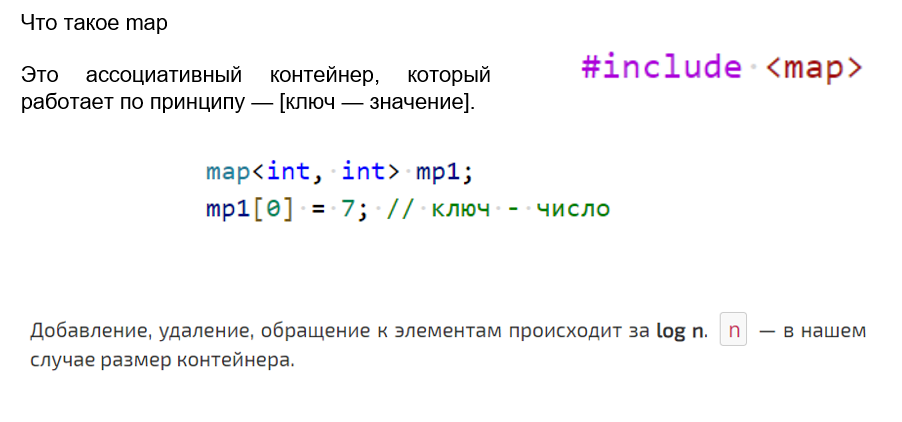 Что такое map
#include <map>
Это ассоциативный контейнер, который
работает по принципу — [ключ — значение].
map<int, int> mp1;
mp1[0] = 7; // ключ - число
Добавление, удаление, обращение к элементам происходит за log n. n — в нашем
случае размер контейнера.